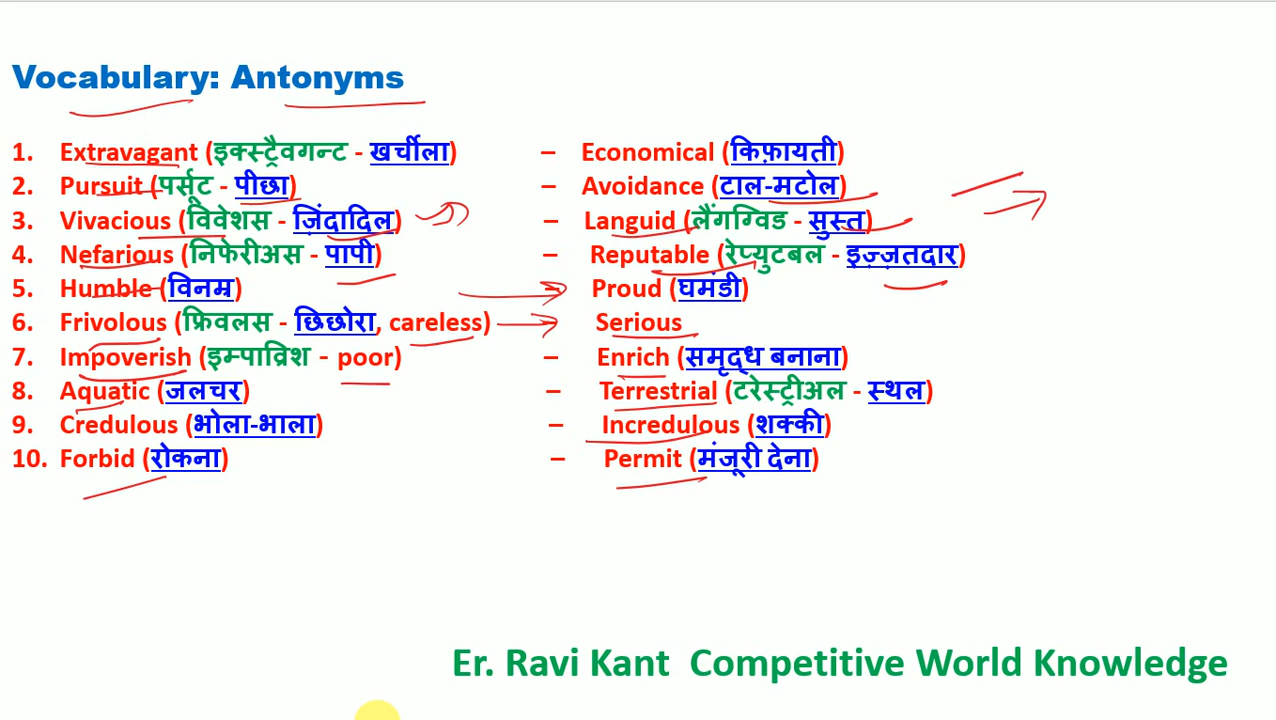 Vocabulary: Antonyms
1. Extravagant (इक्स्ट्रैवगन्ट - खर्चीला) – Economical (किफ़ायती)
2. Pursuit (पर्सूट - पीछा) – Avoidance (टाल-मटोल)
3. Vivacious (विवेशस - ज़िंदादिल) – Languid (लैंगग्विड - सुस्त)
4. Nefarious (निफेरीअस - पापी) – Reputable (रेप्युटबल - इज़्ज़तदार)
5. Humble (विनम्र) – Proud (घमंडी)
6. Frivolous (फ्रिवलस - छिछोरा, careless) Serious
7. Impoverish (इम्पाव्रिश - poor) – Enrich (समृद्ध बनाना)
8. Aquatic (जलचर) – Terrestrial (टरेस्ट्रीअल - स्थल)
9. Credulous (भोला-भाला) – Incredulous (शक्की)
10. Forbid (रोकना) – Permit (मंजूरी देना)
Er. Ravi Kant Competitive World Knowledge